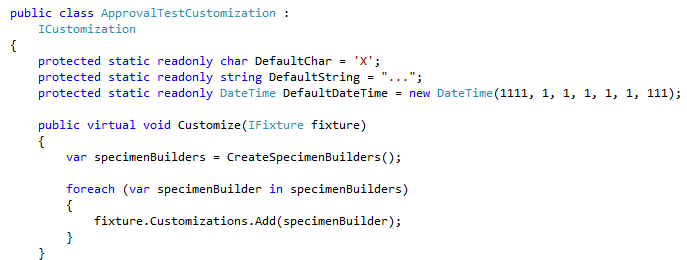 public class ApprovalTestCustomization :
    ICustomization
{
    protected static readonly char DefaultChar = 'X';
    protected static readonly string DefaultString = "...";
    protected static readonly DateTime DefaultDateTime = new DateTime(1111, 1, 1, 1, 1, 1, 111);

    public virtual void Customize(IFixture fixture)
    {
        var specimenBuilders = CreateSpecimenBuilders();

        foreach (var specimenBuilder in specimenBuilders)
        {
            fixture.Customizations.Add(specimenBuilder);
        }
    }